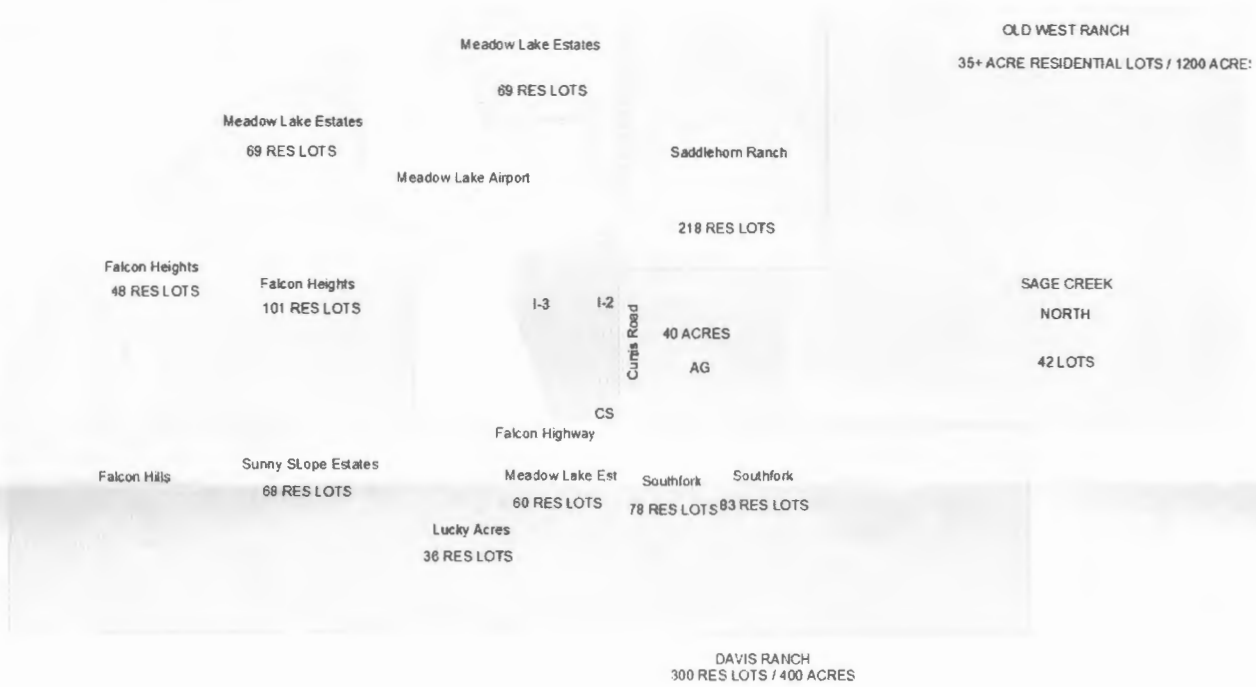 OLD WEST RANCH
35+ ACRE RESIDENTIAL LOTS / 1200 ACRE:
Meadow Lake Estates
69 RES LOTS
Meadow Lake Estates
69 RES LOTS
Meadow Lake Airport
Saddlehorn Ranch
218 RES LOTS
Falcon Heights
48 RES LOTS
Falcon Heights
101 RES LOTS
I-3
I-2
Curtis Road
40 ACRES
AG
SAGE CREEK
NORTH
42 LOTS
CS
Falcon Highway
Falcon Hills
Sunny SLope Estates
68 RES LOTS
Meadow Lake Est
60 RES LOTS
Southfork
78 RES LOTS
Southfork
83 RES LOTS
Lucky Acres
36 RES LOTS
DAVIS RANCH
300 RES LOTS / 400 ACRES